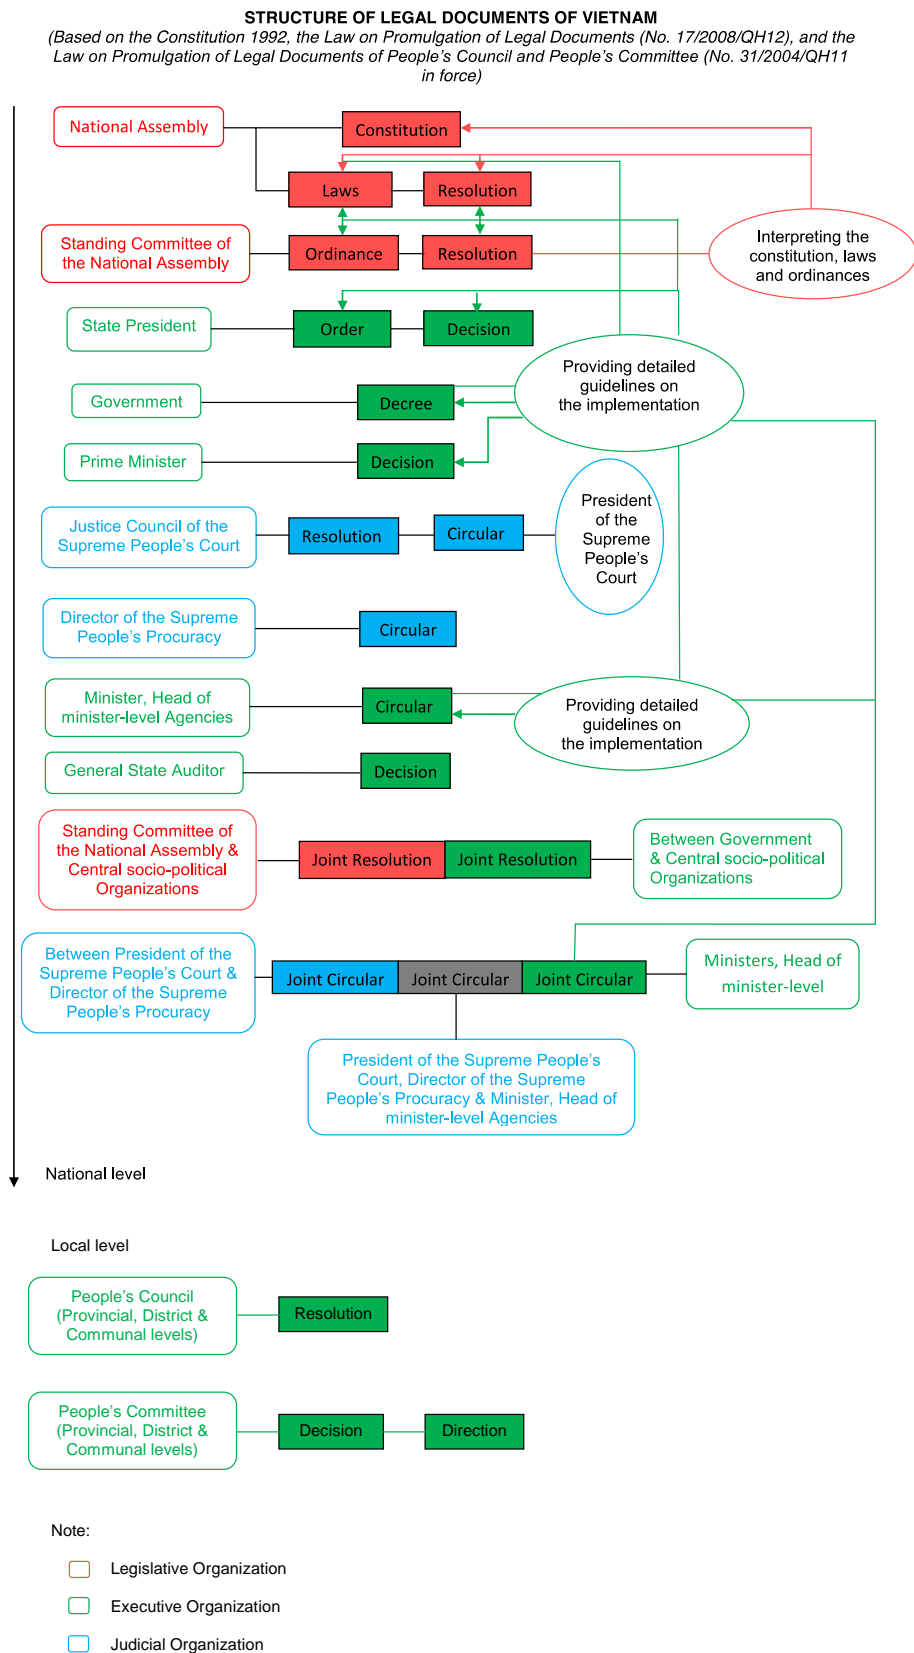 STRUCTURE OF LEGAL DOCUMENTS OF VIETNAM
(Based on the Constitution 1992, the Law on Promulgation of Legal Documents (No. 17/2008/QH12), and the
Law on Promulgation of Legal Documents of People's Council and People's Committee (No. 31/2004/QH11
in force)
National Assembly
Constitution
Laws
Resolution
Standing Committee of
the National Assembly
Ordinance
Resolution
Interpreting the
constitution, laws
and ordinances
State President
Order
Decision
Providing detailed
guidelines on
the implementation
Government
Decree
Prime Minister
Decision
Justice Council of the
Supreme People's Court
Resolution
Circular
President
of the
Supreme
People's
Court
Director of the Supreme
People's Procuracy
Circular
Minister, Head of
minister-level Agencies
Circular
Providing detailed
guidelines on
the implementation
General State Auditor
Decision
Standing Committee of
the National Assembly &
Central socio-political
Organizations
Joint Resolution
Joint Resolution
Between Government
& Central socio-political
Organizations
Between President of the
Supreme People's Court &
Director of the Supreme
People's Procuracy
Joint Circular
Joint Circular
Joint Circular
Ministers, Head of
minister-level
President of the Supreme People's
Court, Director of the Supreme
People's Procuracy & Minister, Head of
minister-level Agencies
National level
Local level
People's Council
(Provincial, District &
Communal levels)
Resolution
People's Committee
(Provincial, District &
Communal levels)
Decision
Direction
Note:
Legislative Organization
Executive Organization
Judicial Organization